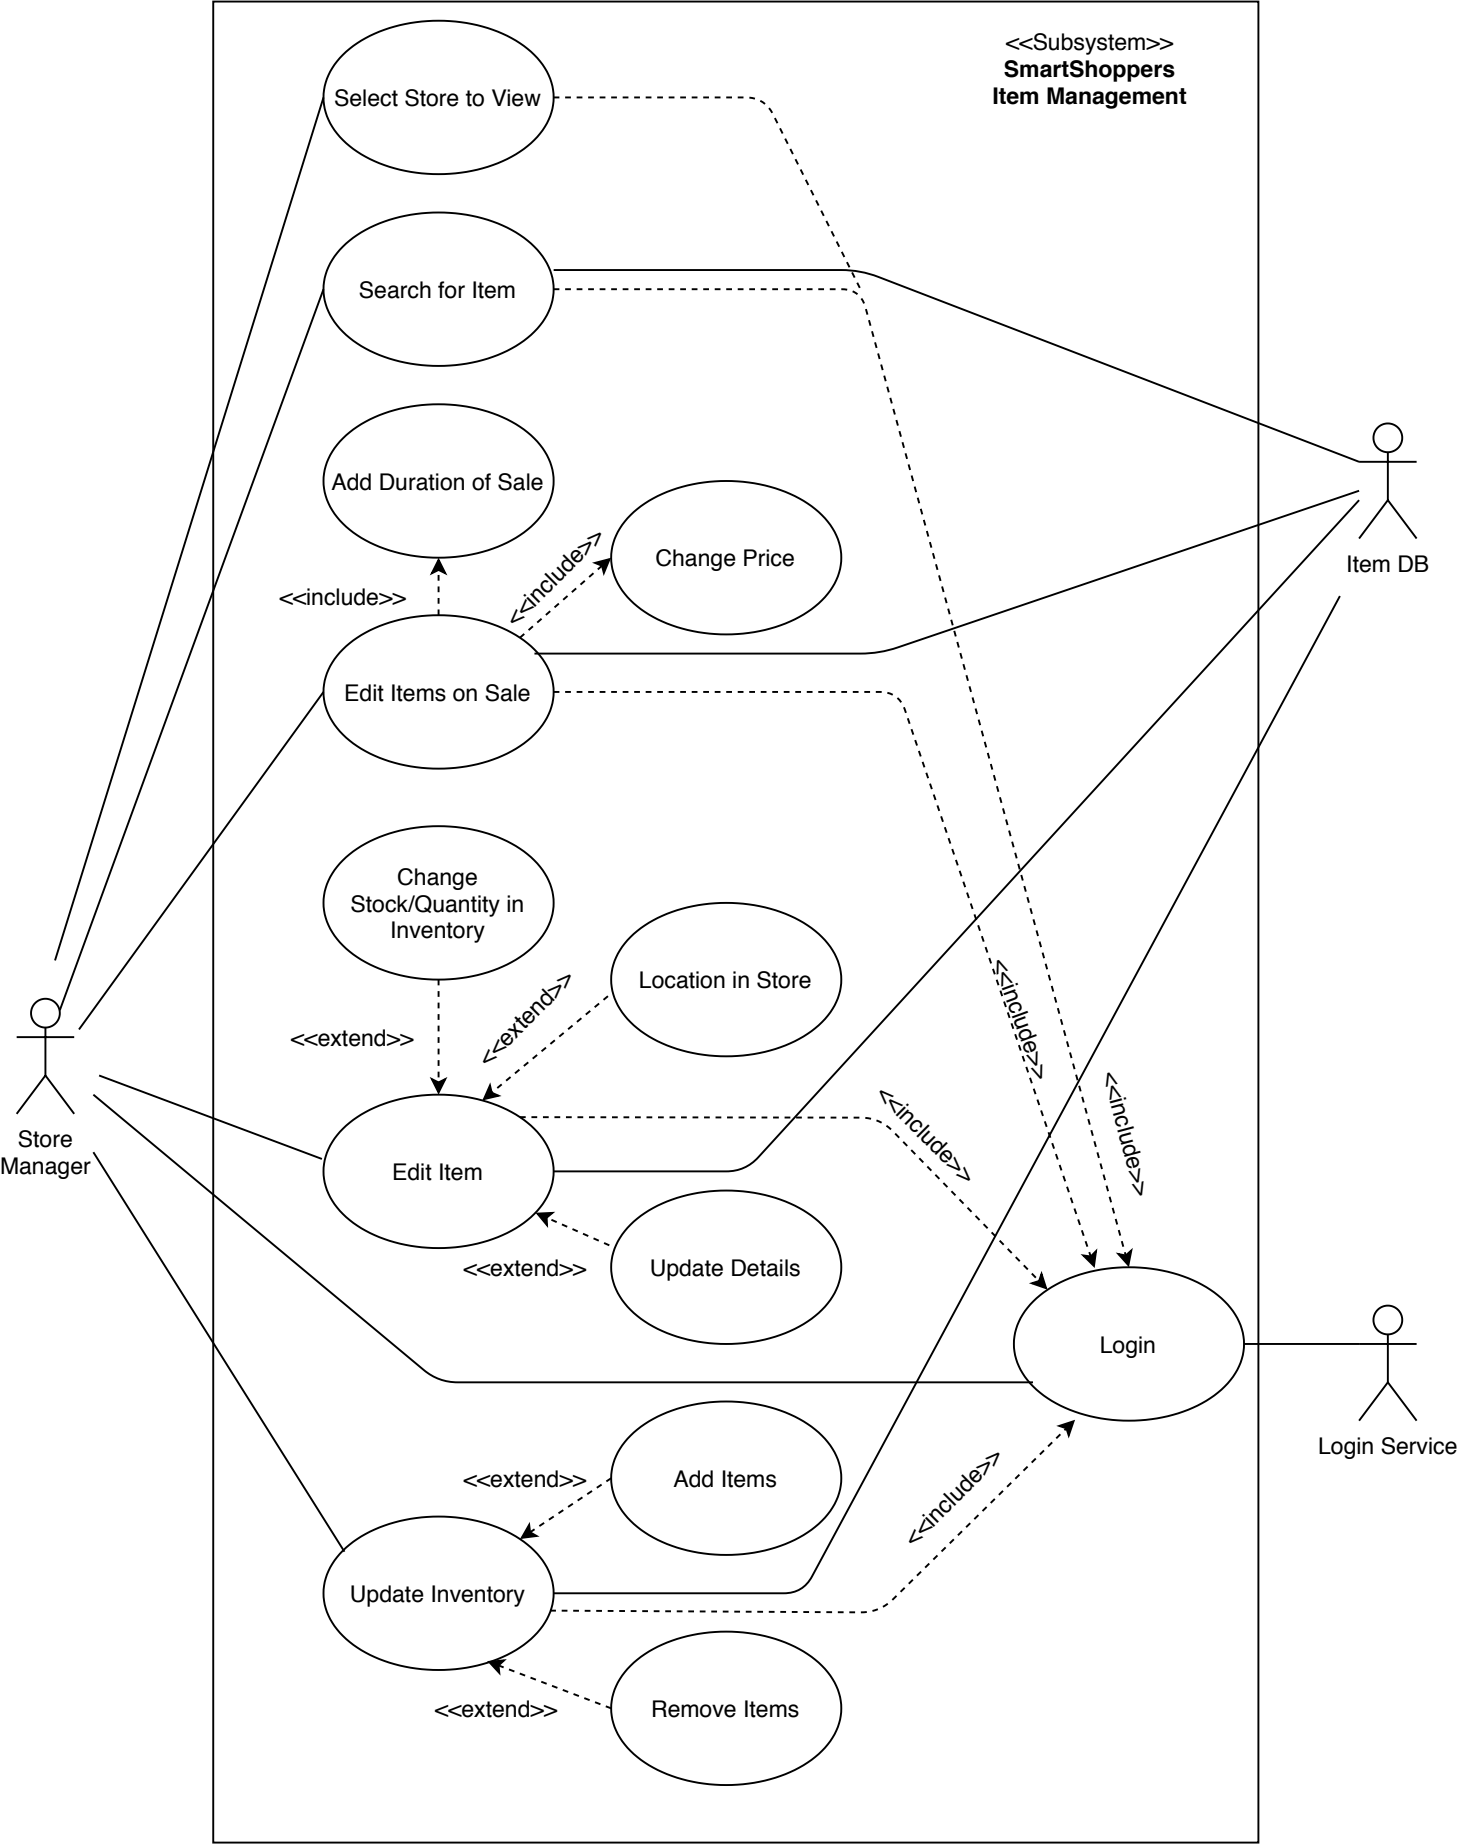 <<Subsystem>>
SmartShoppers
Item Management
Select Store to View
Search for Item
Add Duration of Sale
<<include>>
<<include>>
Change Price
Item DB
Edit Items on Sale
Change
Stock/Quantity in
Inventory
Location in Store
<<extend>>
<<extend>>
<<include>>
<<include>>
<<include>>
Store
Manager
Edit Item
<<extend>>
Update Details
Login
Login Service
<<extend>>
Add Items
<<include>>
Update Inventory
<<extend>>
Remove Items